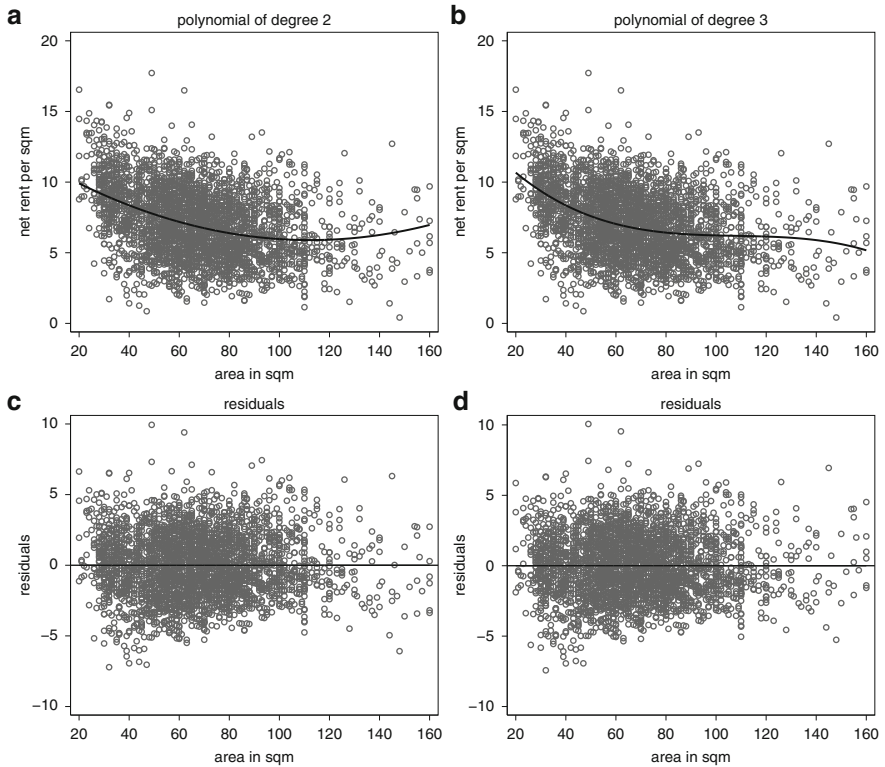 a
polynomial of degree 2
20
15
10
5
0
net rent per sqm
20 40 60 80 100 120 140 160
area in sqm
b
polynomial of degree 3
20
15
10
5
0
net rent per sqm
20 40 60 80 100 120 140 160
area in sqm
c
residuals
10
5
0
−5
−10
residuals
20 40 60 80 100 120 140 160
area in sqm
d
residuals
10
5
0
−5
−10
residuals
20 40 60 80 100 120 140 160
area in sqm